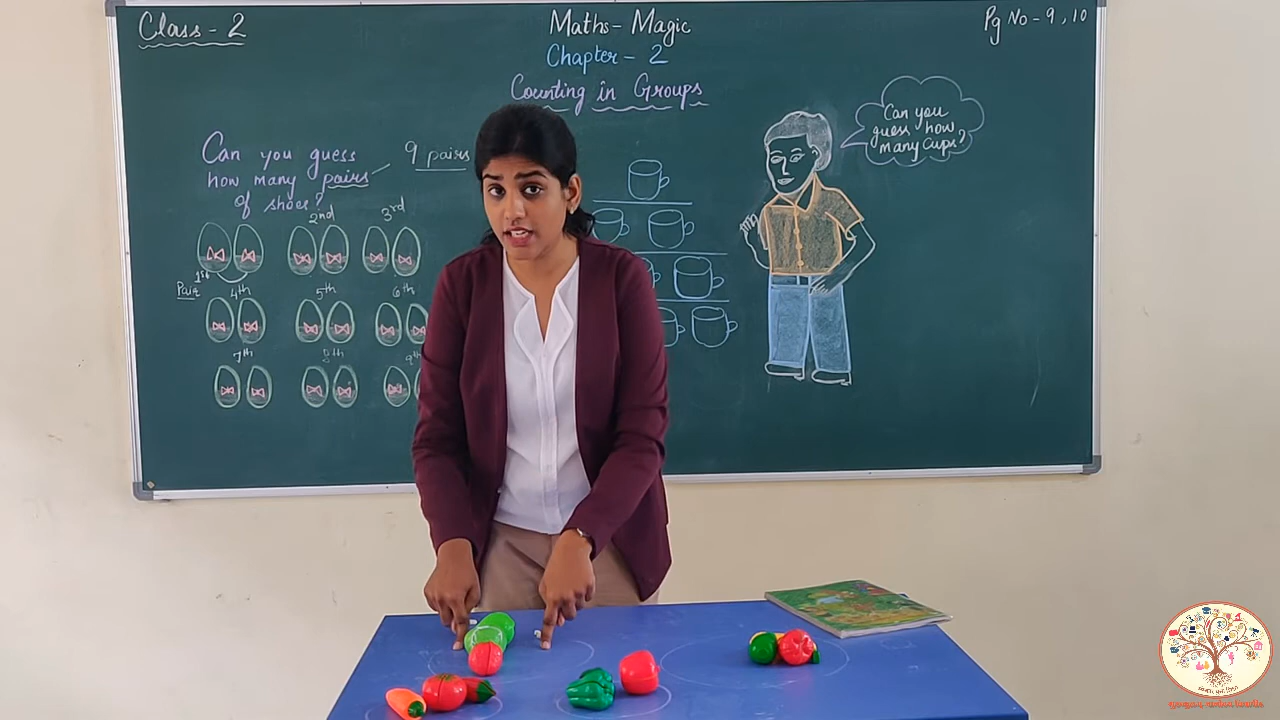 Class - 2
Maths - Magic
Pg No - 9, 10
Chapter - 2
Counting in Groups
Can you guess
how many pairs
of shoes?
9 pairs
2nd
3rd
1st
Pair
4th
5th
6th
7th
8th
9th
Can you
guess how
many cups?